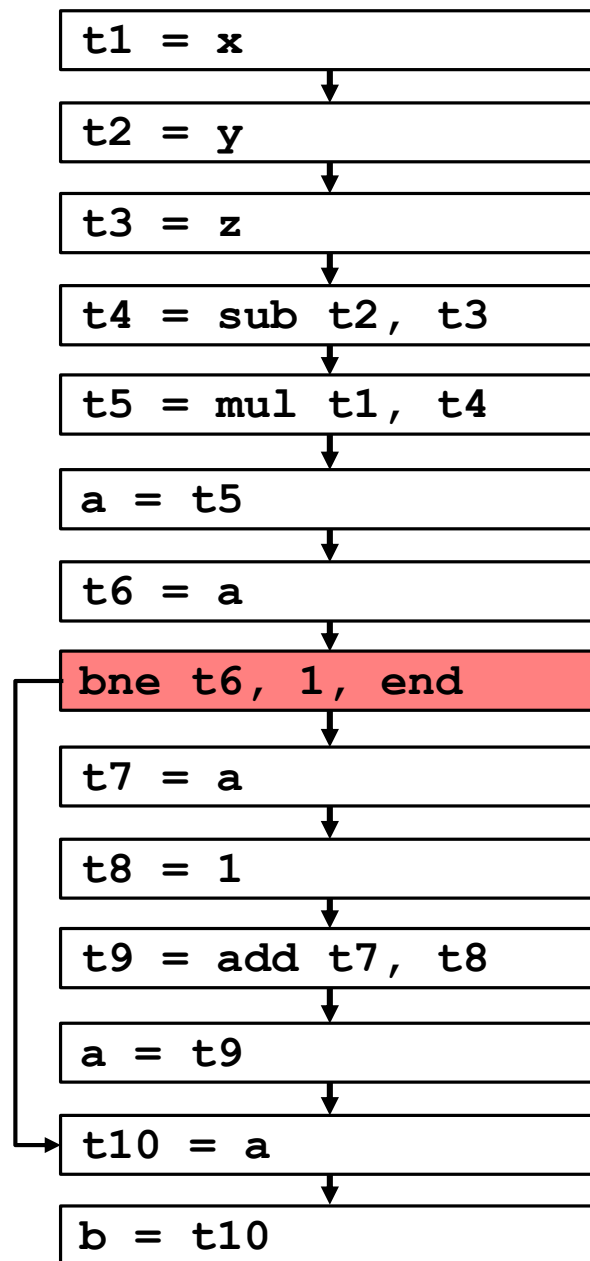 t1 = x
t2 = y
t3 = z
t4 = sub t2, t3
t5 = mul t1, t4
a = t5
t6 = a
bne t6, 1, end
t7 = a
t8 = 1
t9 = add t7, t8
a = t9
t10 = a
b = t10